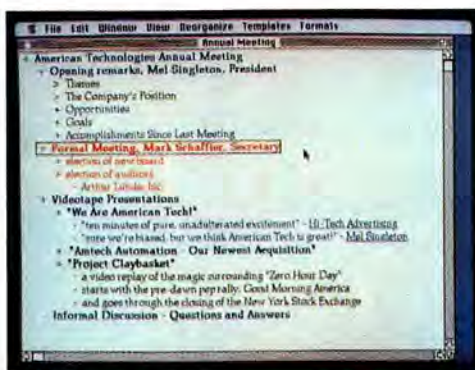 File Edit Window View Reorganize Templates Formats
Annual Meeting
American Technologies Annual Meeting
Opening remarks, Mel Singleton, President
Themes
The Company's Position
Opportunities
Goals
Accomplishments Since Last Meeting
Formal Meeting, Mark Schaffier, Secretary
election of new board
election of auditors
- Arthur Inc.
Videotape Presentations
"We Are American Tech!"
"ten minutes of pure, unadulterated excitement" - Hi-Tech Advertising
"sure we're biased, but we think American Tech is great!" - Mel Singleton
"Amtech Automation - Our Newest Acquisition"
"Project Claybasket"
- a video replay of the magic surrounding "Zero Hour Day"
- starts with the pre-dawn pep rally, Good Morning America
- and goes through the closing of the New York Stock Exchange
Informal Discussion - Questions and Answers